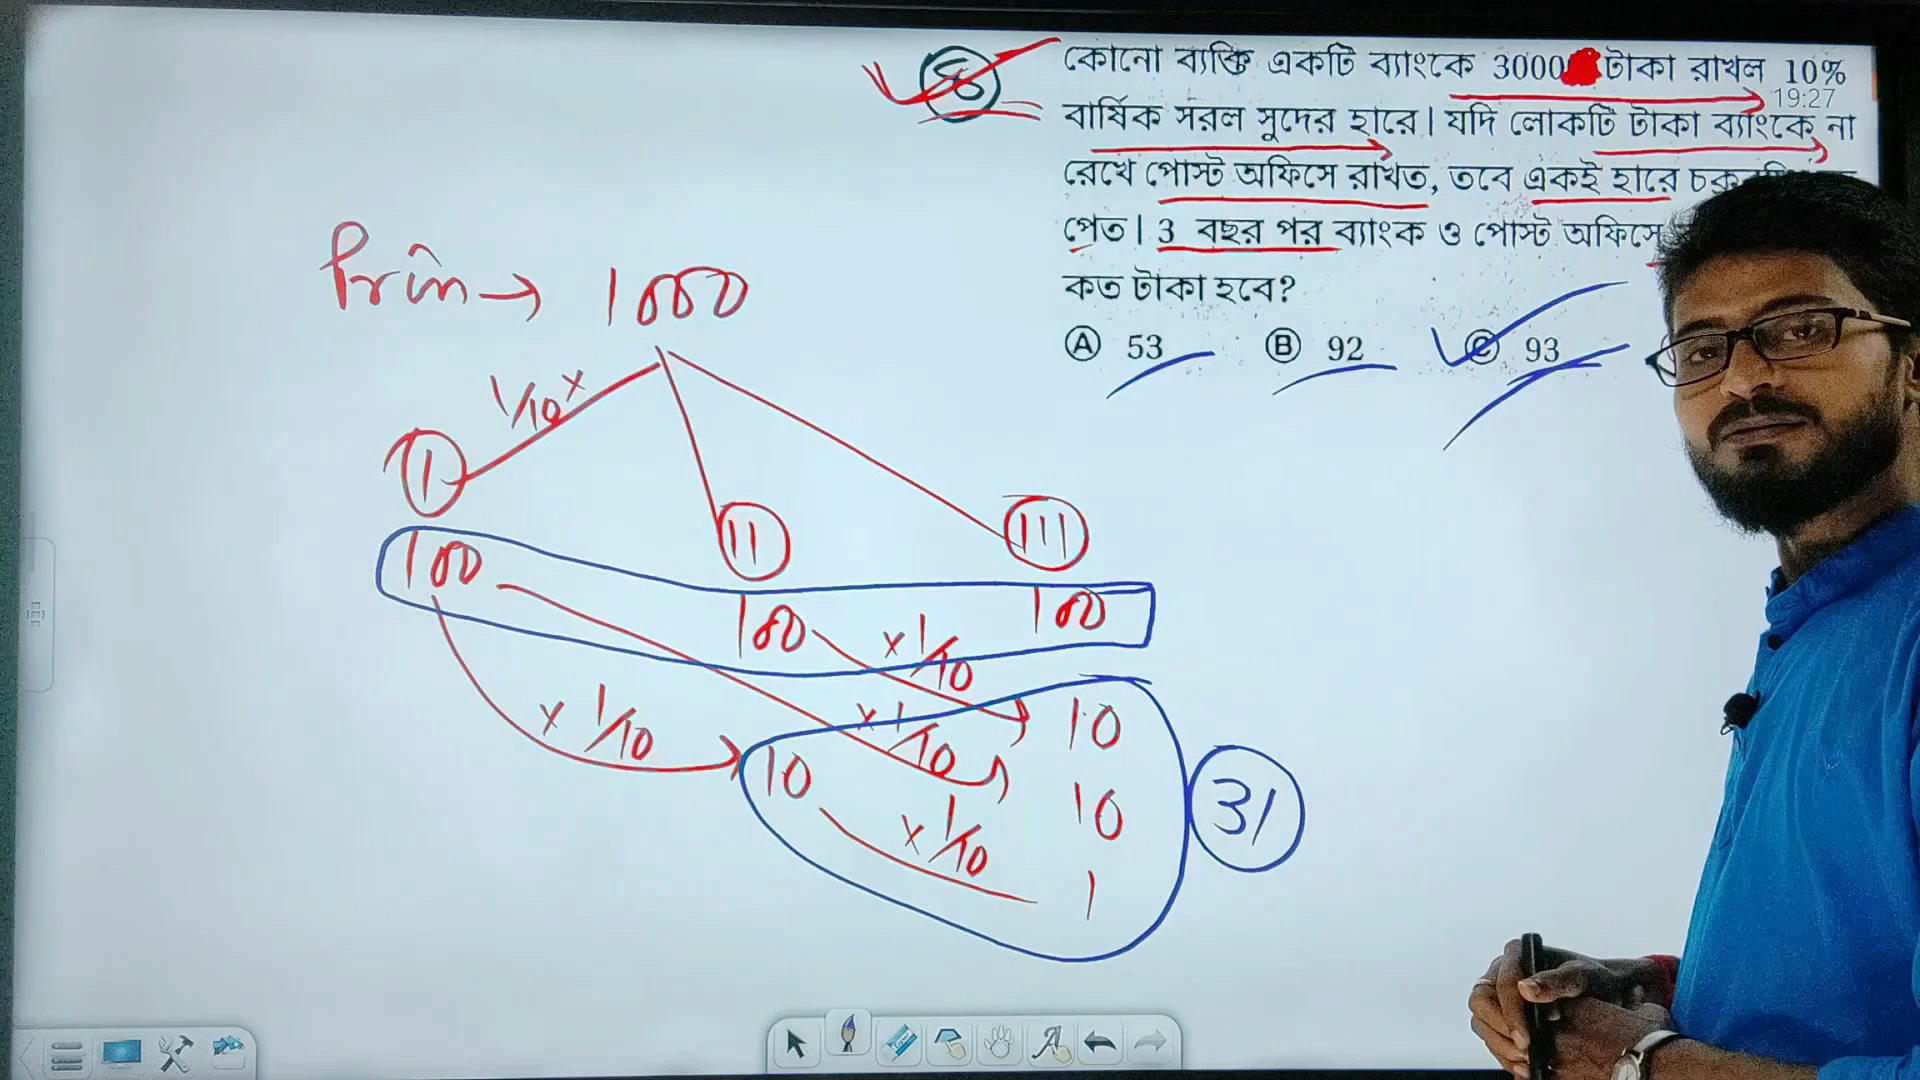 কোনো ব্যক্তি একটি ব্যাংকে 3000 টাকা রাখল 10%
19:27
বার্ষিক সরল সুদের হারে। যদি লোকটি টাকা ব্যাংকে না
রেখে পোস্ট অফিসে রাখত, তবে একই হারে
পেত। 3 বছর পর ব্যাংক ও পোস্ট অফিসে
কত টাকা হবে?
Ⓐ 53 Ⓑ 92 Ⓒ 93
Prin → 1000
1/10 x
I
II
III
100
100
100
x 1/10
10
x 1/10
x 1/10
10
10
x 1/10
1
31